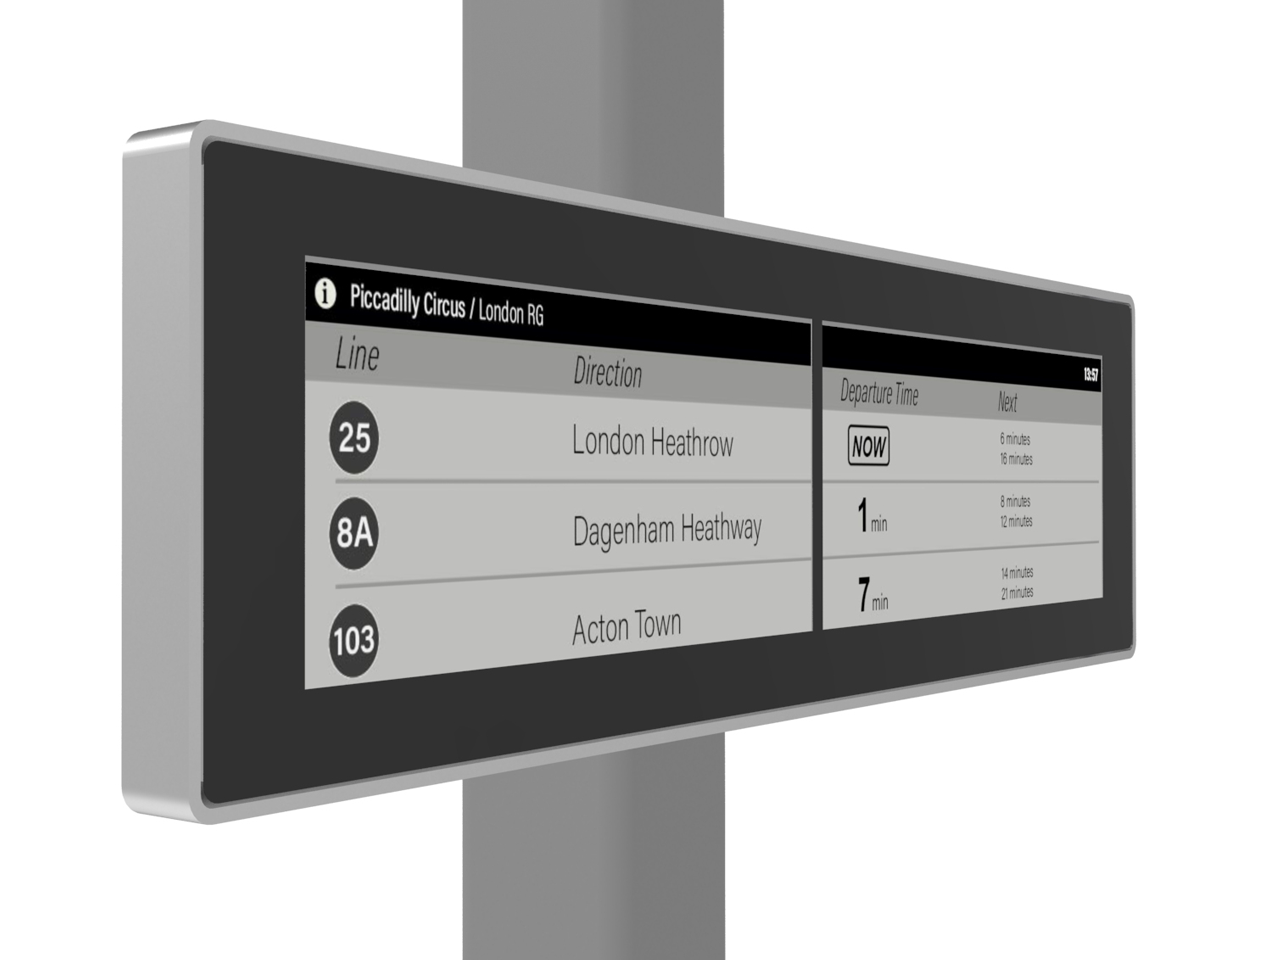 i Piccadilly Circus / London RG 13:57
Line Direction Departure Time Next
25 London Heathrow NOW 6 minutes
16 minutes
8A Dagenham Heathway 1 min 8 minutes
12 minutes
103 Acton Town 7 min 14 minutes
21 minutes